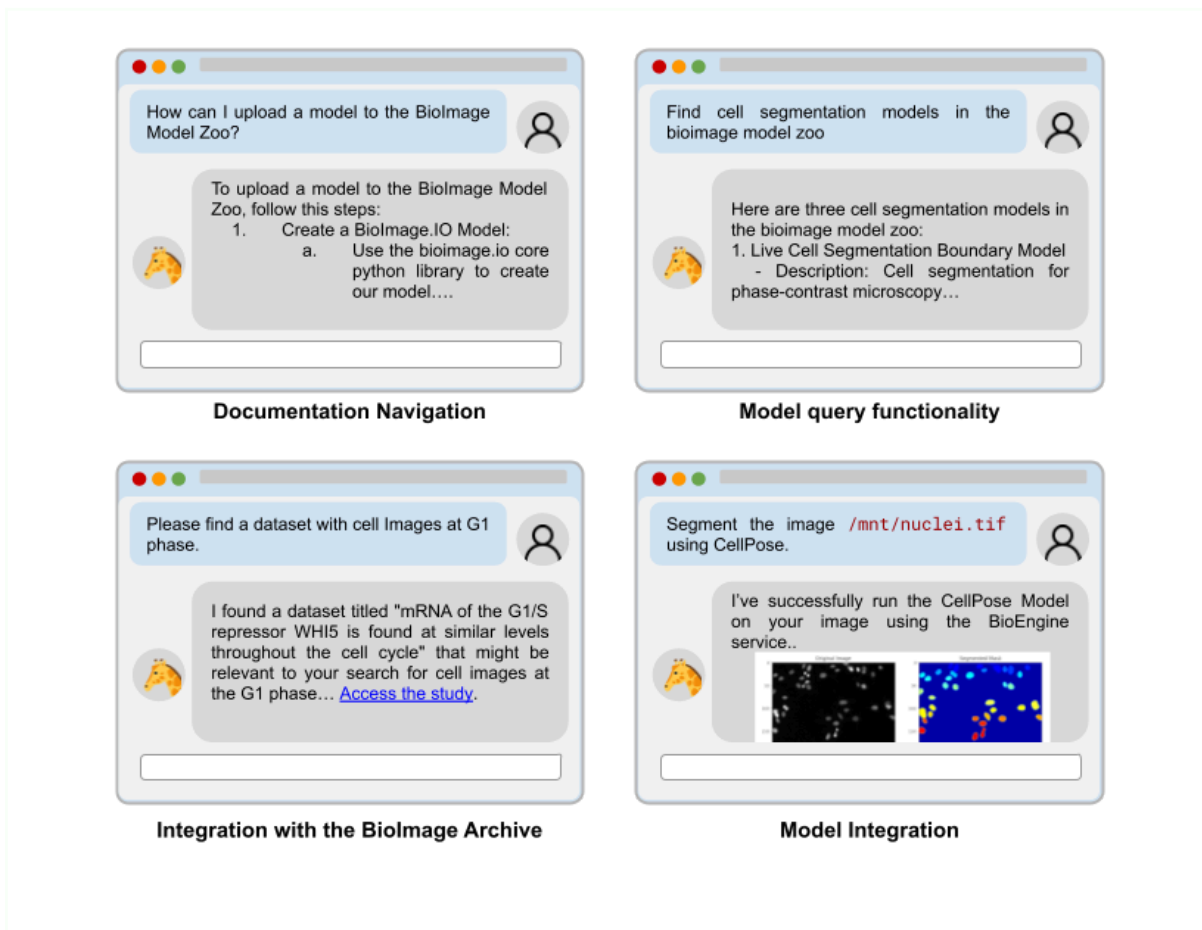 How can I upload a model to the BioImage
Model Zoo?
To upload a model to the BioImage Model
Zoo, follow this steps:
1. Create a BioImage.IO Model:
a. Use the bioimage.io core
python library to create
our model....
Documentation Navigation
Find cell segmentation models in the
bioimage model zoo
Here are three cell segmentation models in
the bioimage model zoo:
1. Live Cell Segmentation Boundary Model
- Description: Cell segmentation for
phase-contrast microscopy...
Model query functionality
Please find a dataset with cell Images at G1
phase.
I found a dataset titled "mRNA of the G1/S
repressor WHI5 is found at similar levels
throughout the cell cycle" that might be
relevant to your search for cell images at
the G1 phase... Access the study.
Integration with the BioImage Archive
Segment the image /mnt/nuclei.tif
using CellPose.
I've successfully run the CellPose Model
on your image using the BioEngine
service..
Original Image
Segmented Mask
Model Integration